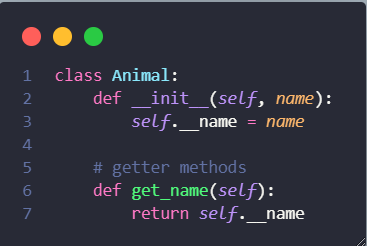 1 class Animal:
2     def __init__(self, name):
3         self.__name = name
4
5     # getter methods
6     def get_name(self):
7         return self.__name